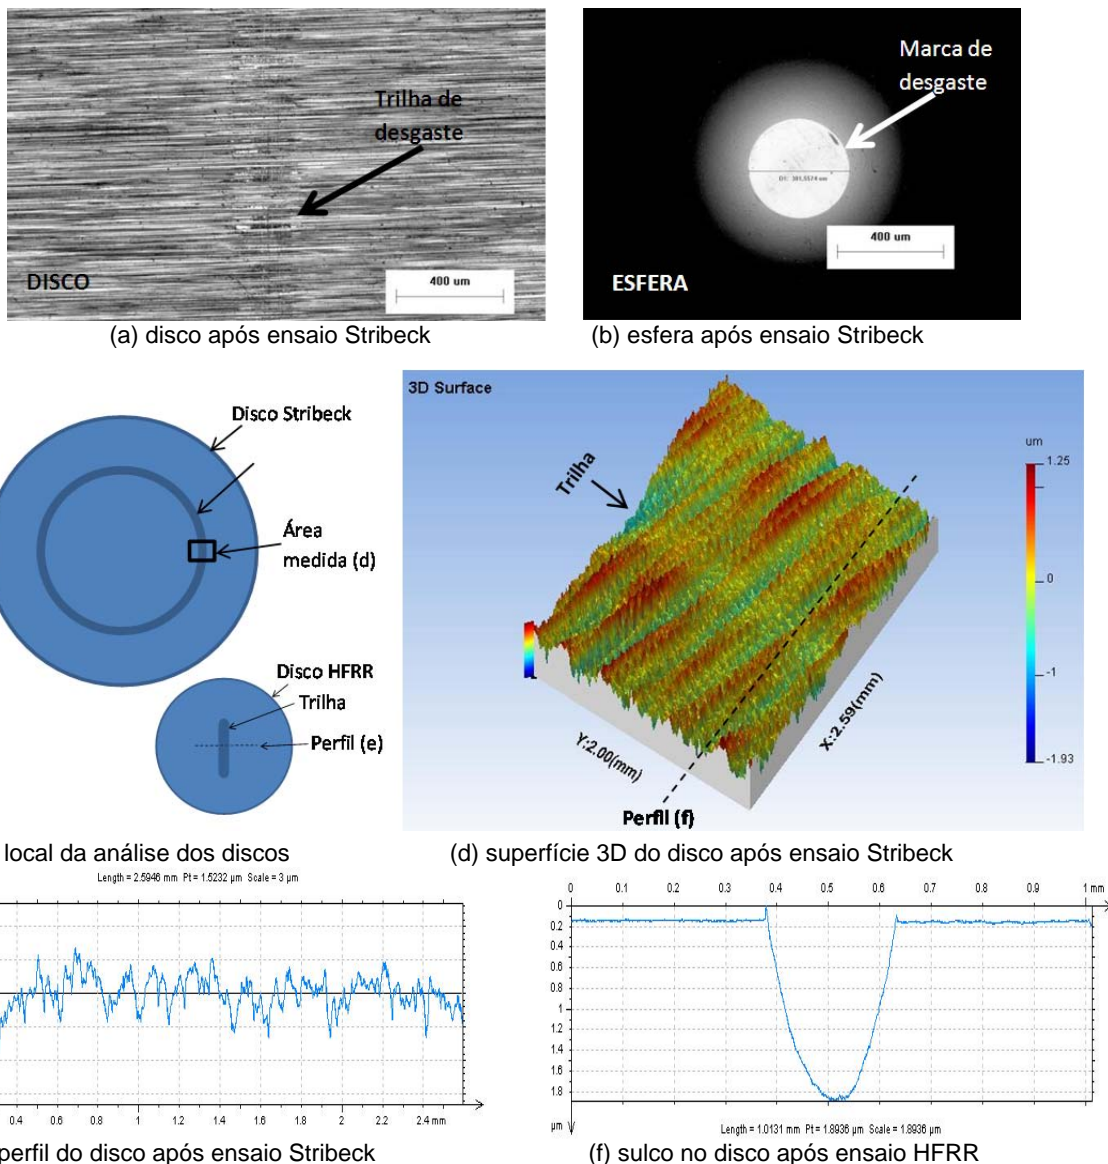 Trilha de
desgaste
DISCO
400 um
Marca de
desgaste
400 um
ESFERA
(a) disco após ensaio Stribeck
(b) esfera após ensaio Stribeck
Disco Stribeck
Área
medida (d)
Disco HFRR
Trilha
Perfil (e)
3D Surface
Trilha
um
1.25
0
-1
-1.93
Y:2.00(mm)
X:2.59(mm)
Perfil (f)
local da análise dos discos
(d) superfície 3D do disco após ensaio Stribeck
Length = 2.5946 mm Pt = 1.5232 µm Scale = 3 µm
0.4 0.6 0.8 1 1.2 1.4 1.6 1.8 2 2.2 2.4 mm
0 0.1 0.2 0.3 0.4 0.5 0.6 0.7 0.8 0.9 1 mm
0
0.2
0.4
0.6
0.8
1
1.2
1.4
1.6
1.8
µm
Length = 1.0131 mm Pt = 1.8936 µm Scale = 1.8936 µm
perfil do disco após ensaio Stribeck
(f) sulco no disco após ensaio HFRR